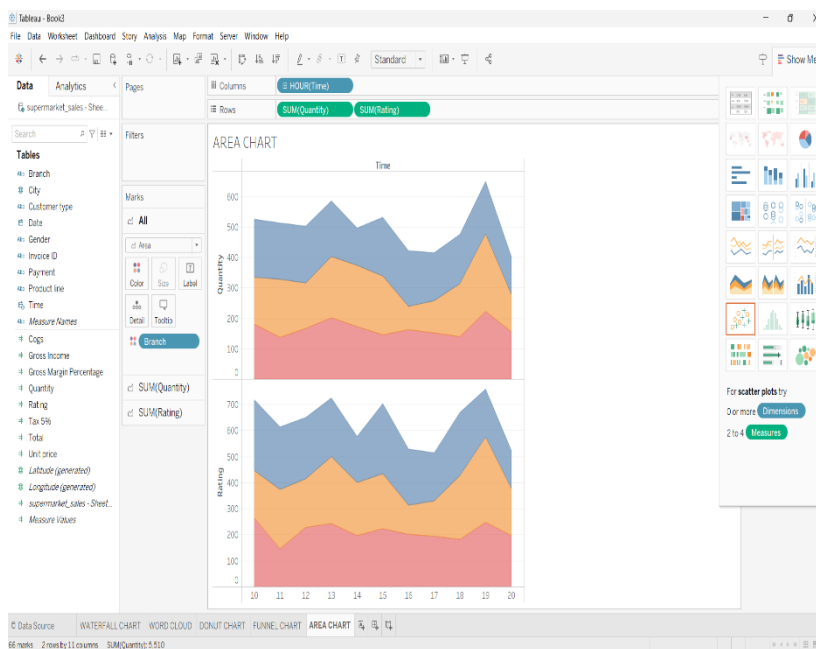 Tableau - Book3
File Data Worksheet Dashboard Story Analysis Map Format Server Window Help
Standard
Show Me
Data Analytics
supermarket_sales - Shee...
Search
Tables
Abc Branch
City
Abc Customer type
Date
Abc Gender
Abc Invoice ID
Abc Payment
Abc Product line
Time
Abc Measure Names
Cogs
Gross Income
Gross Margin Percentage
Quantity
Rating
Tax 5%
Total
Unit price
Latitude (generated)
Longitude (generated)
supermarket_sales - Sheet...
Measure Values
Pages
Filters
Marks
All
Area
Color Size Label
Detail Tooltip
Branch
SUM(Quantity)
SUM(Rating)
Columns HOUR(Time)
Rows SUM(Quantity) SUM(Rating)
AREA CHART
Time
Quantity
600
500
400
300
200
100
0
Rating
700
600
500
400
300
200
100
0
10 11 12 13 14 15 16 17 18 19 20
For scatter plots try
0 or more Dimensions
2 to 4 Measures
Data Source WATERFALL CHART WORD CLOUD DONUT CHART FUNNEL CHART AREA CHART
66 marks 2 rows by 11 columns SUM(Quantity): 5,510